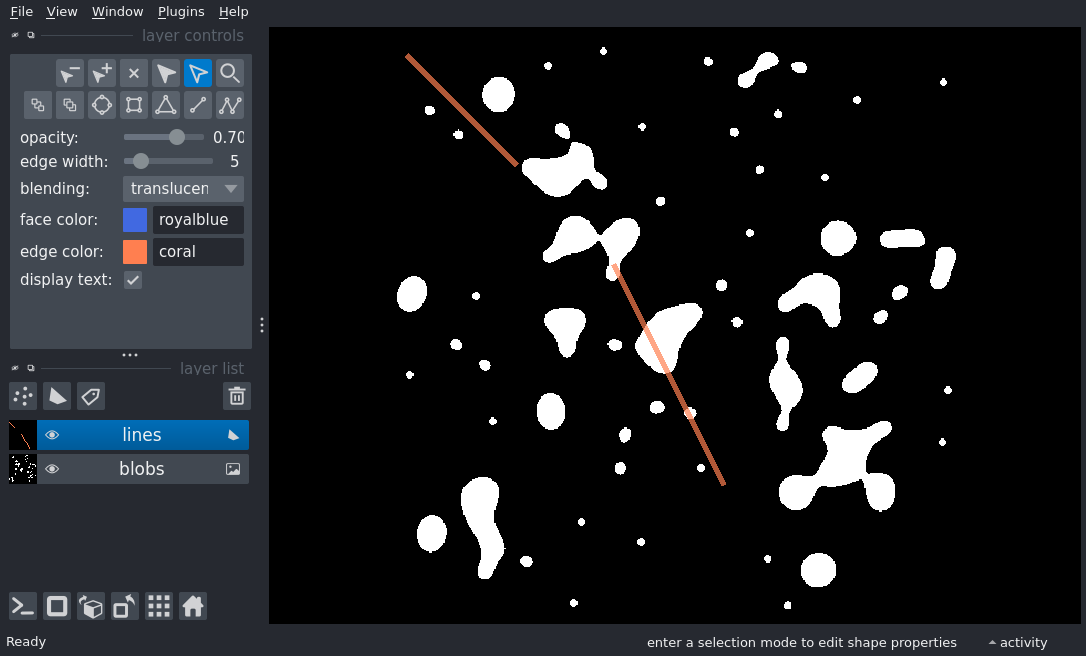 File View Window Plugins Help
layer controls
opacity: 0.70
edge width: 5
blending: translucen
face color: royalblue
edge color: coral
display text:
layer list
lines
blobs
Ready enter a selection mode to edit shape properties activity